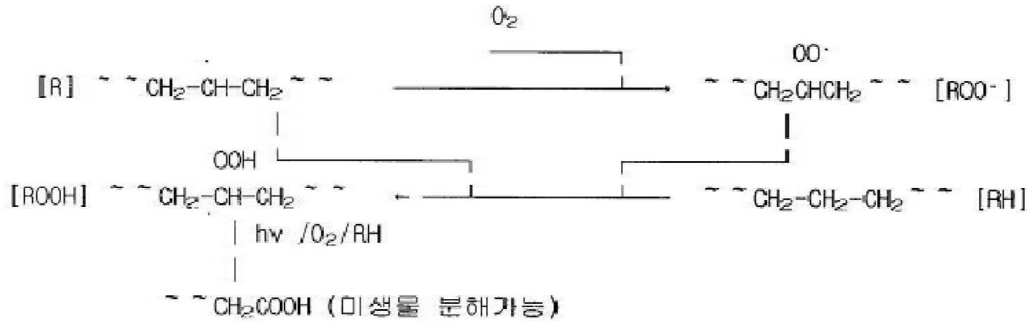 O₂
OO·
[R] ~ ~CH₂-CH-CH₂~ ~ ~ ~CH₂CHCH₂~ ~ [ROO·]
OOH
[ROOH] ~ ~CH₂-CH-CH₂~ ~ ← ~ ~CH₂-CH₂-CH₂~ ~ [RH]
hν /O₂/RH
~ ~CH₂COOH (미생물 분해가능)